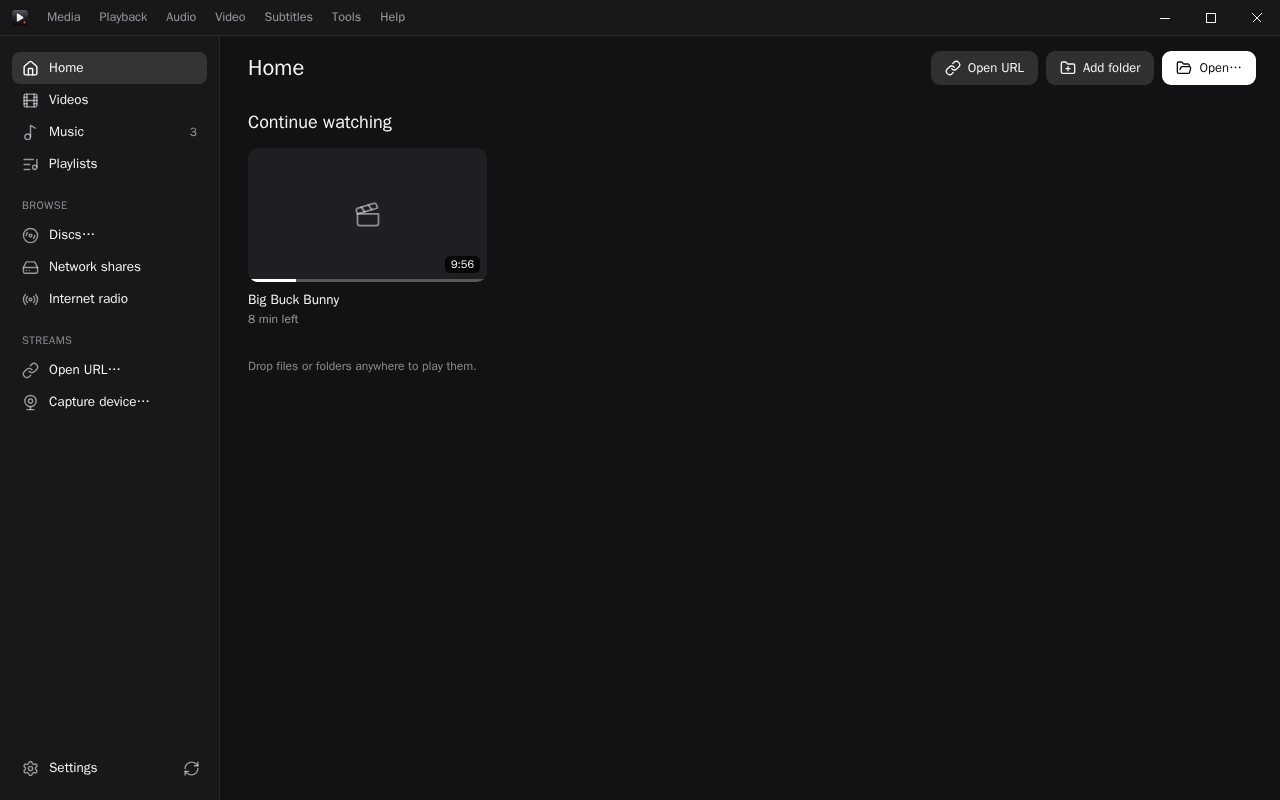 Media Playback Audio Video Subtitles Tools Help
Home
Videos
Music 3
Playlists
BROWSE
Discs⋯
Network shares
Internet radio
STREAMS
Open URL⋯
Capture device⋯
Settings
Home
Open URL
Add folder
Open⋯
Continue watching
9:56
Big Buck Bunny
8 min left
Drop files or folders anywhere to play them.